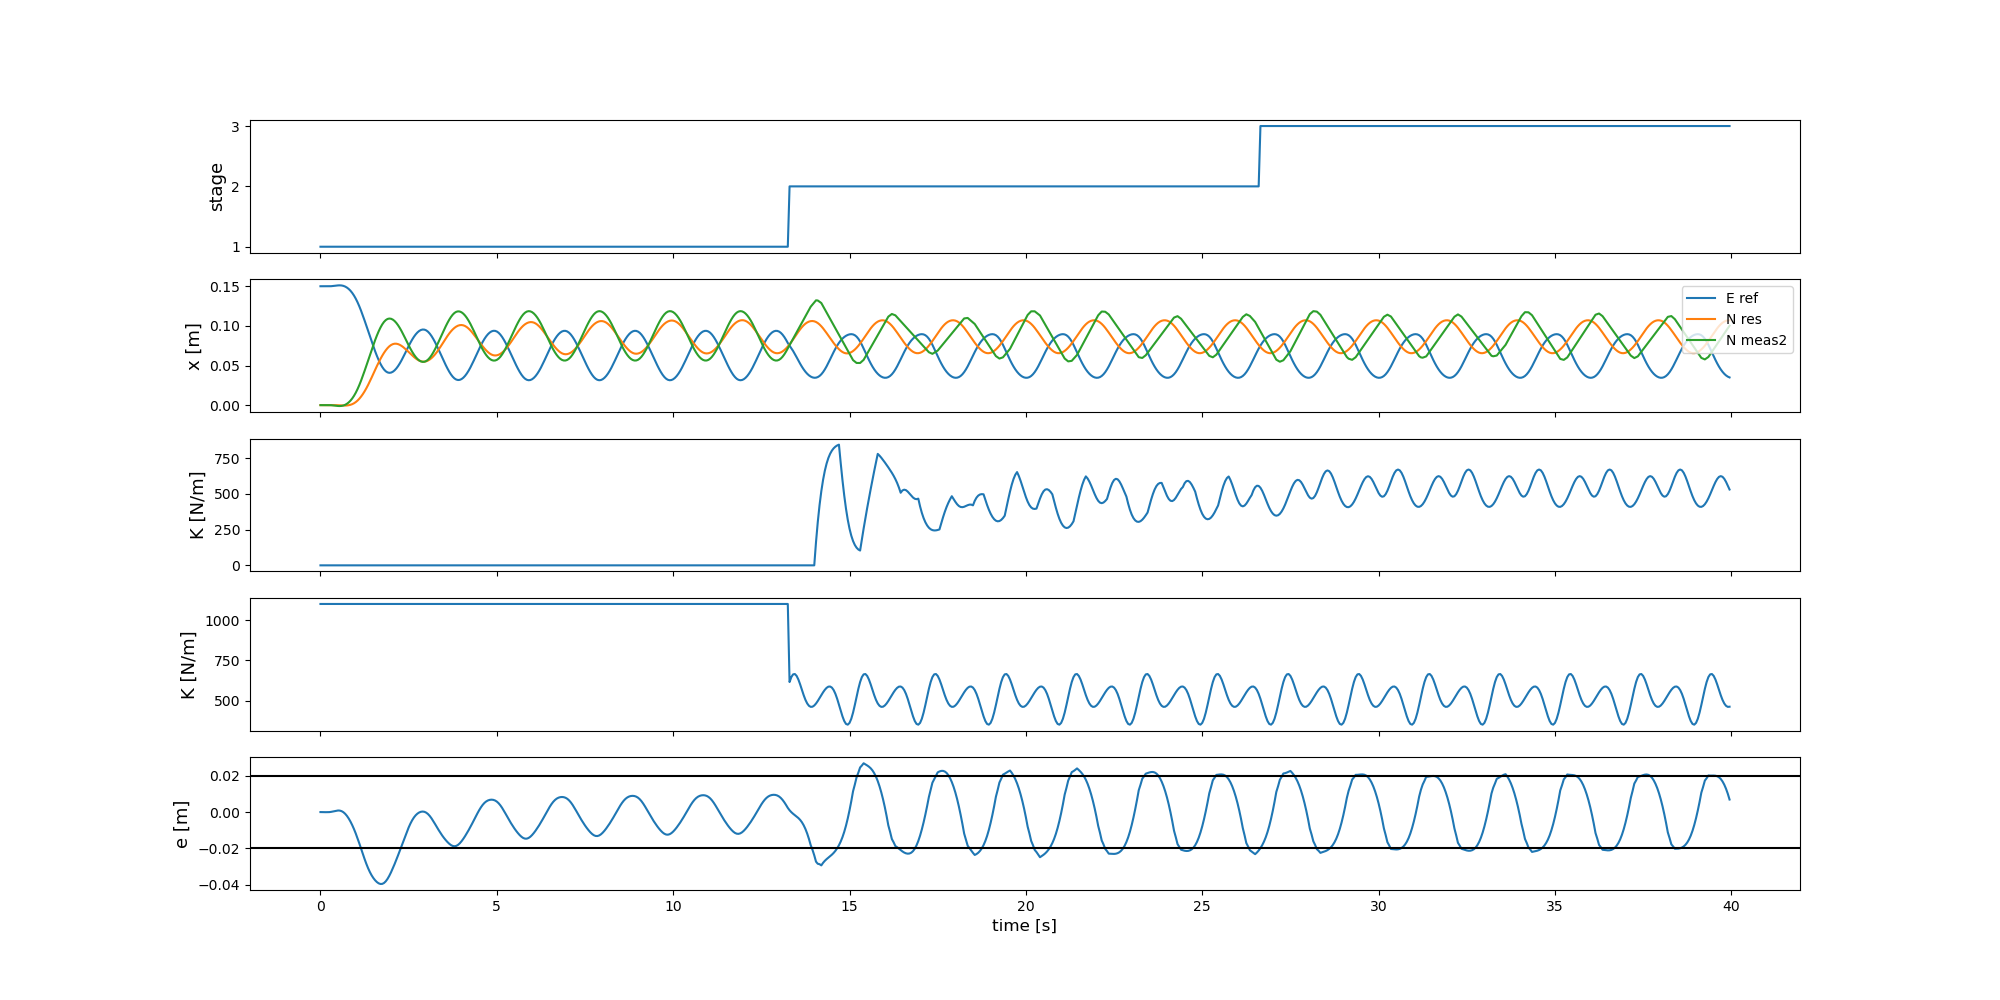 stage
3
2
1
x [m]
0.15
0.10
0.05
0.00
E ref
N res
N meas2
K [N/m]
750
500
250
0
K [N/m]
1000
750
500
e [m]
0.02
0.00
−0.02
−0.04
0 5 10 15 20 25 30 35 40
time [s]